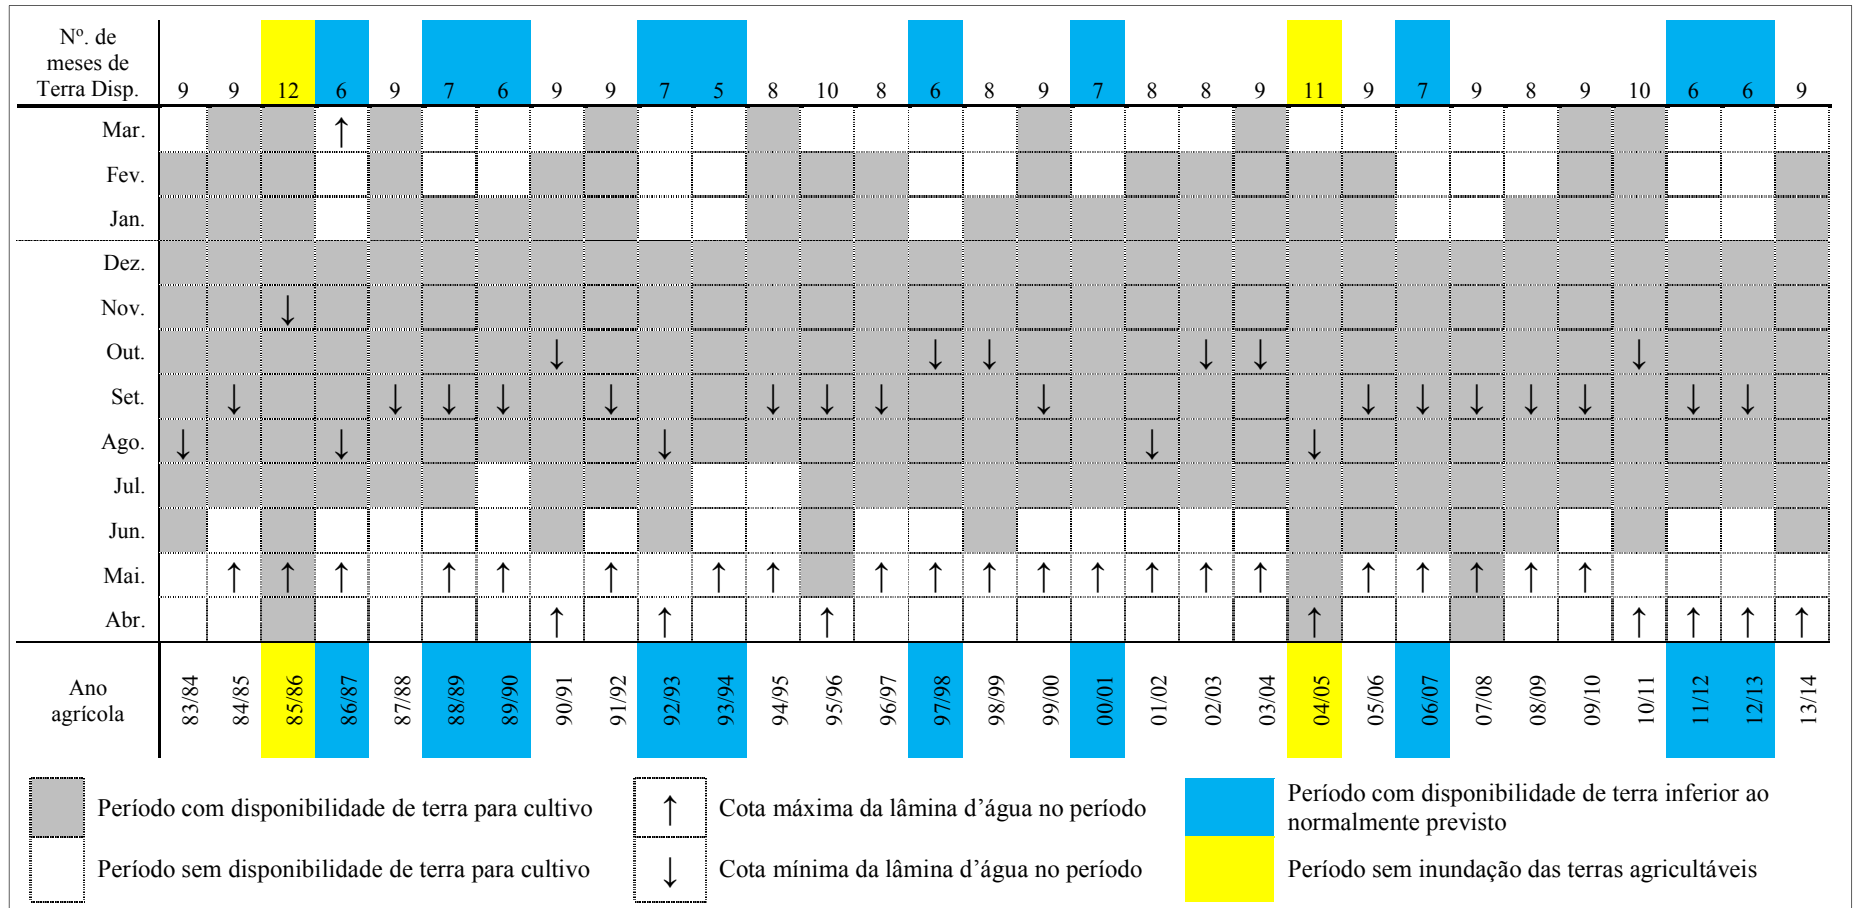 Nº. de
meses de
Terra Disp. 9 9 12 6 9 7 6 9 9 7 5 8 10 8 6 8 9 7 8 8 9 11 9 7 9 8 9 10 6 6 9
Mar. ↑
Fev.
Jan.
Dez.
Nov. ↓
Out. ↓ ↓ ↓ ↓ ↓ ↓
Set. ↓ ↓ ↓ ↓ ↓ ↓ ↓ ↓ ↓ ↓ ↓ ↓ ↓ ↓ ↓ ↓
Ago. ↓ ↓ ↓ ↓ ↓
Jul.
Jun.
Mai. ↑ ↑ ↑ ↑ ↑ ↑ ↑ ↑ ↑ ↑ ↑ ↑ ↑ ↑ ↑ ↑ ↑ ↑ ↑ ↑ ↑
Abr. ↑ ↑ ↑ ↑ ↑ ↑ ↑ ↑
Ano
agrícola
83/84 84/85 85/86 86/87 87/88 88/89 89/90 90/91 91/92 92/93 93/94 94/95 95/96 96/97 97/98 98/99 99/00 00/01 01/02 02/03 03/04 04/05 05/06 06/07 07/08 08/09 09/10 10/11 11/12 12/13 13/14
Período com disponibilidade de terra para cultivo
↑ Cota máxima da lâmina d’água no período
Período com disponibilidade de terra inferior ao
normalmente previsto
Período sem disponibilidade de terra para cultivo
↓ Cota mínima da lâmina d’água no período
Período sem inundação das terras agricultáveis